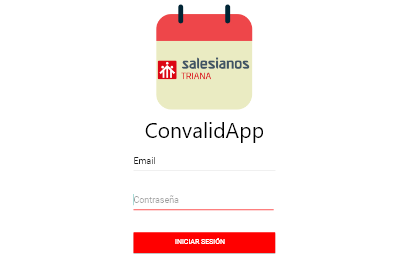 salesianos
TRIANA
ConvalidApp
Email
Contraseña
INICIAR SESIÓN